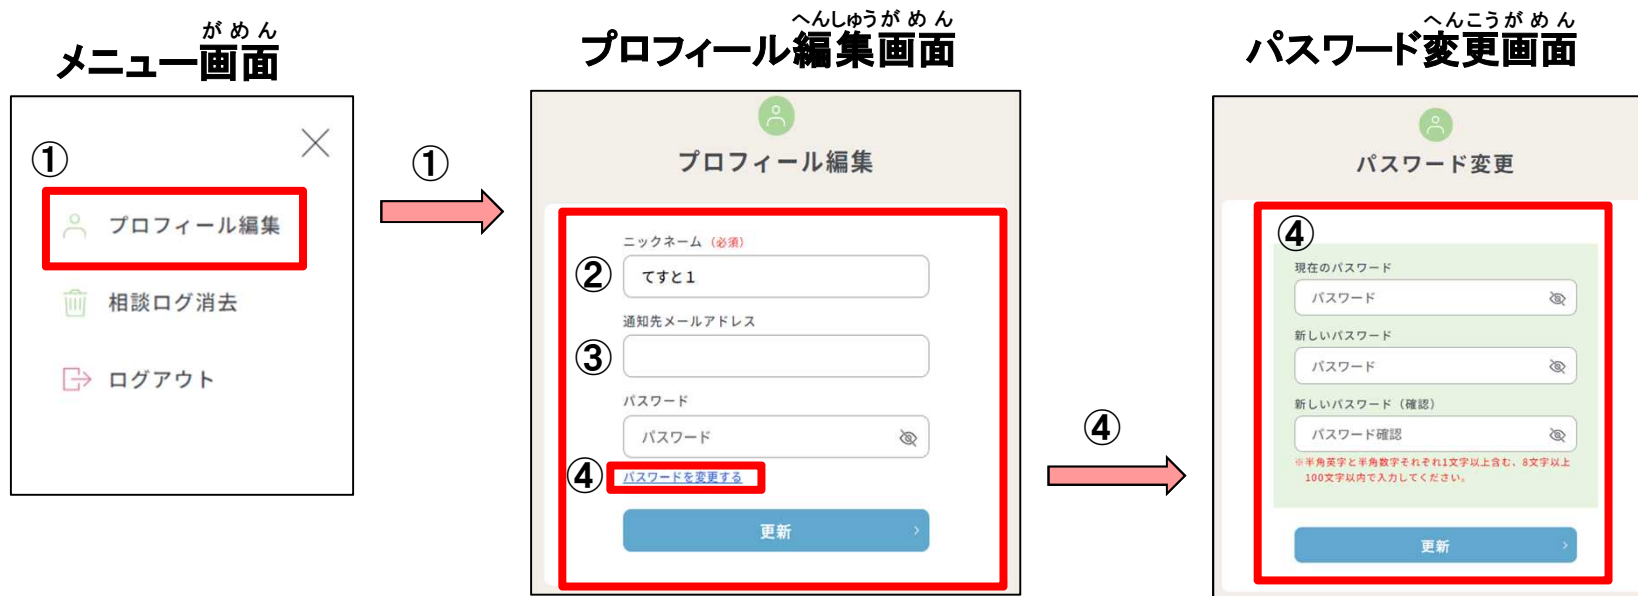 がめん
メニュー画面
①
プロフィール編集
相談ログ消去
ログアウト
①
へんしゅうがめん
プロフィール編集画面
プロフィール編集
ニックネーム（必須）
②
てすと１
通知先メールアドレス
③
パスワード
パスワード
④
パスワードを変更する
更新
④
へんこうがめん
パスワード変更画面
パスワード変更
④
現在のパスワード
パスワード
新しいパスワード
パスワード
新しいパスワード（確認）
パスワード確認
※半角英字と半角数字それぞれ1文字以上含む、8文字以上
100文字以内で入力してください。
更新